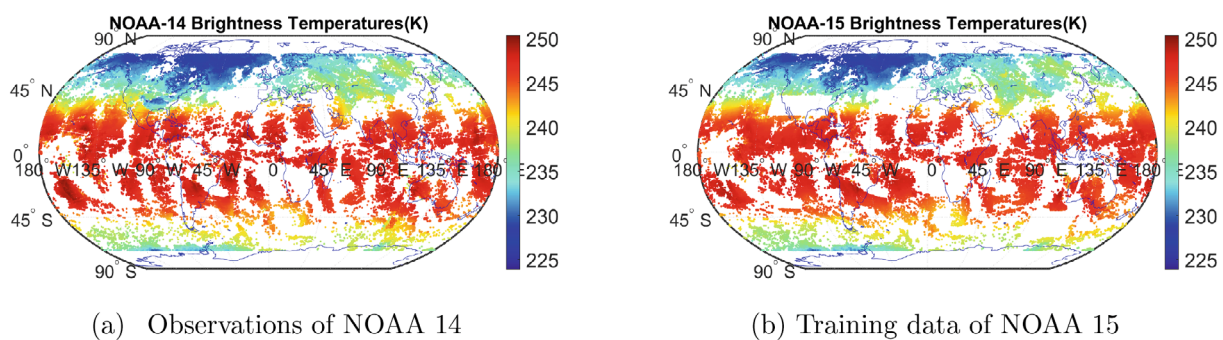 NOAA-14 Brightness Temperatures(K)
90° N
45° N
0°
180° W 135° W 90° W 45° W 0° 45° E 90° E 135° E 180° E
45° S
90° S
250
245
240
235
230
225
(a) Observations of NOAA 14
NOAA-15 Brightness Temperatures(K)
90° N
45° N
0°
180° W 135° W 90° W 45° W 0° 45° E 90° E 135° E 180° E
45° S
90° S
250
245
240
235
230
225
(b) Training data of NOAA 15